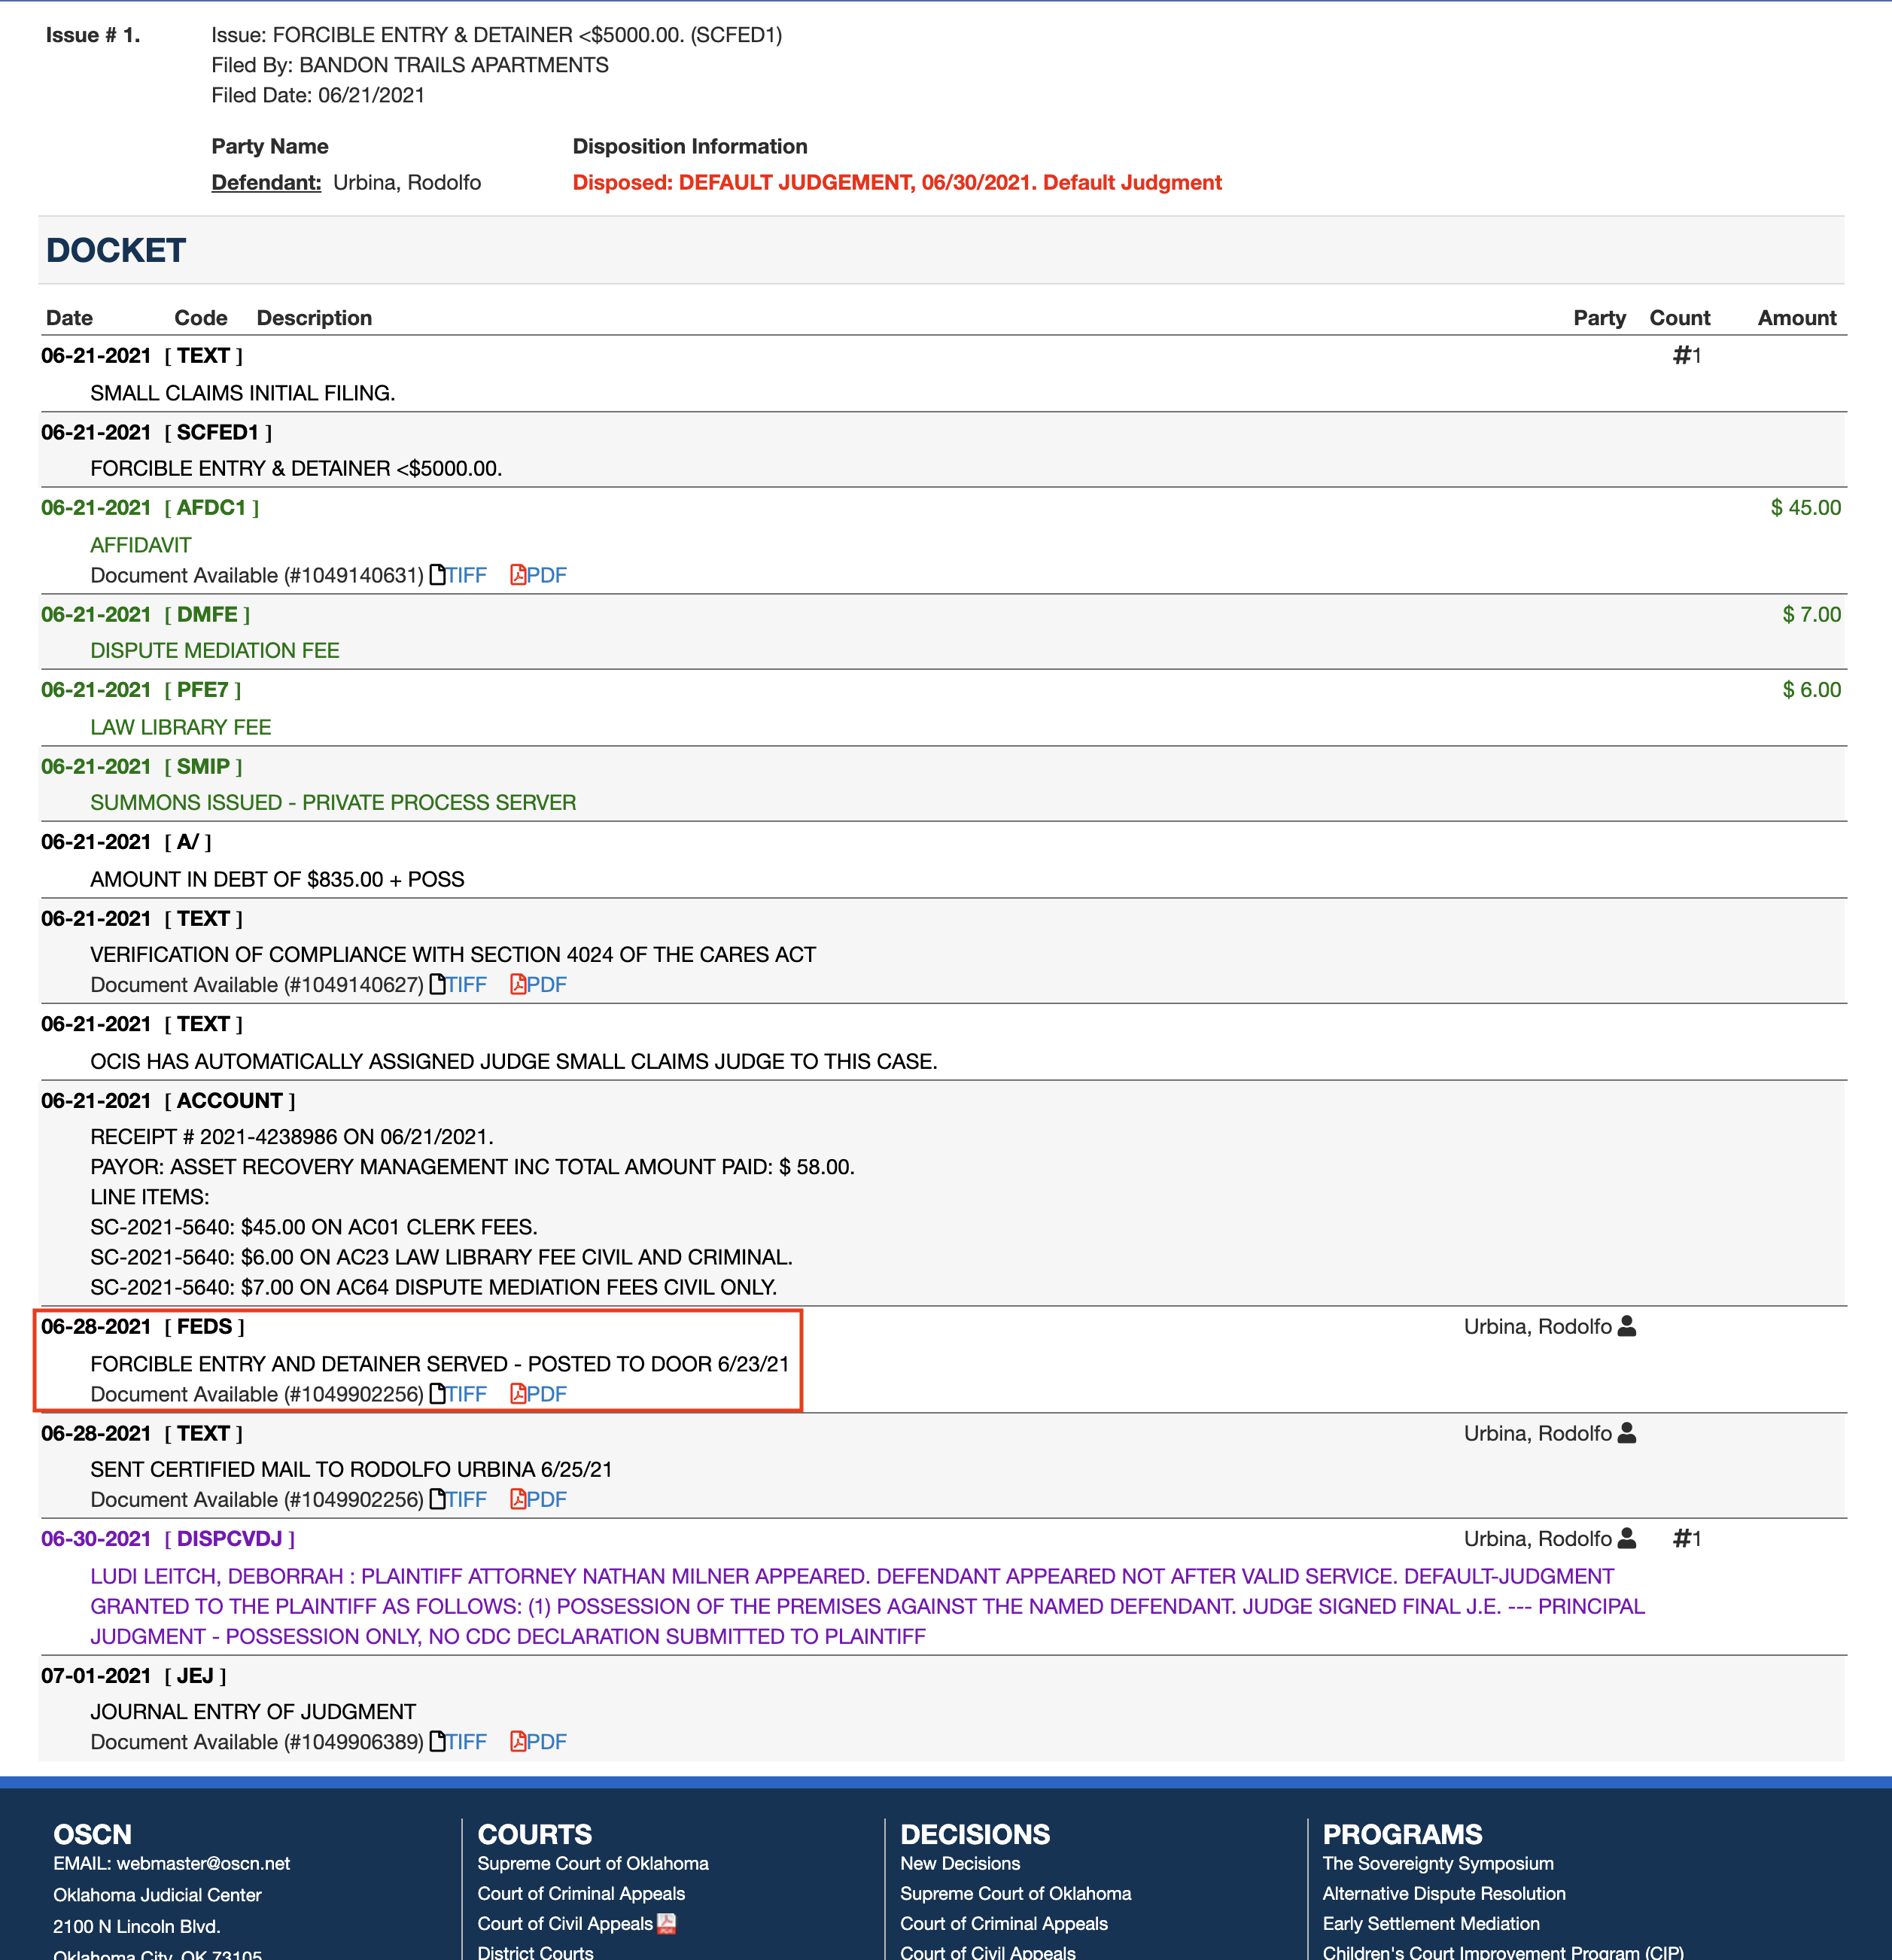 Issue # 1.
Issue: FORCIBLE ENTRY & DETAINER <$5000.00. (SCFED1)
Filed By: BANDON TRAILS APARTMENTS
Filed Date: 06/21/2021
Party Name Disposition Information
Defendant: Urbina, Rodolfo Disposed: DEFAULT JUDGEMENT, 06/30/2021. Default Judgment
DOCKET
Date Code Description Party Count Amount
06-21-2021 [ TEXT ] #1
SMALL CLAIMS INITIAL FILING.
06-21-2021 [ SCFED1 ]
FORCIBLE ENTRY & DETAINER <$5000.00.
06-21-2021 [ AFDC1 ] $ 45.00
AFFIDAVIT
Document Available (#1049140631) TIFF PDF
06-21-2021 [ DMFE ] $ 7.00
DISPUTE MEDIATION FEE
06-21-2021 [ PFE7 ] $ 6.00
LAW LIBRARY FEE
06-21-2021 [ SMIP ]
SUMMONS ISSUED - PRIVATE PROCESS SERVER
06-21-2021 [ A/ ]
AMOUNT IN DEBT OF $835.00 + POSS
06-21-2021 [ TEXT ]
VERIFICATION OF COMPLIANCE WITH SECTION 4024 OF THE CARES ACT
Document Available (#1049140627) TIFF PDF
06-21-2021 [ TEXT ]
OCIS HAS AUTOMATICALLY ASSIGNED JUDGE SMALL CLAIMS JUDGE TO THIS CASE.
06-21-2021 [ ACCOUNT ]
RECEIPT # 2021-4238986 ON 06/21/2021.
PAYOR: ASSET RECOVERY MANAGEMENT INC TOTAL AMOUNT PAID: $ 58.00.
LINE ITEMS:
SC-2021-5640: $45.00 ON AC01 CLERK FEES.
SC-2021-5640: $6.00 ON AC23 LAW LIBRARY FEE CIVIL AND CRIMINAL.
SC-2021-5640: $7.00 ON AC64 DISPUTE MEDIATION FEES CIVIL ONLY.
06-28-2021 [ FEDS ] Urbina, Rodolfo
FORCIBLE ENTRY AND DETAINER SERVED - POSTED TO DOOR 6/23/21
Document Available (#1049902256) TIFF PDF
06-28-2021 [ TEXT ] Urbina, Rodolfo
SENT CERTIFIED MAIL TO RODOLFO URBINA 6/25/21
Document Available (#1049902256) TIFF PDF
06-30-2021 [ DISPCVDJ ] Urbina, Rodolfo #1
LUDI LEITCH, DEBORRAH : PLAINTIFF ATTORNEY NATHAN MILNER APPEARED. DEFENDANT APPEARED NOT AFTER VALID SERVICE. DEFAULT-JUDGMENT
GRANTED TO THE PLAINTIFF AS FOLLOWS: (1) POSSESSION OF THE PREMISES AGAINST THE NAMED DEFENDANT. JUDGE SIGNED FINAL J.E. --- PRINCIPAL
JUDGMENT - POSSESSION ONLY, NO CDC DECLARATION SUBMITTED TO PLAINTIFF
07-01-2021 [ JEJ ]
JOURNAL ENTRY OF JUDGMENT
Document Available (#1049906389) TIFF PDF
OSCN
EMAIL: webmaster@oscn.net
Oklahoma Judicial Center
2100 N Lincoln Blvd.
Oklahoma City, OK 73105
COURTS
Supreme Court of Oklahoma
Court of Criminal Appeals
Court of Civil Appeals
District Courts
DECISIONS
New Decisions
Supreme Court of Oklahoma
Court of Criminal Appeals
Court of Civil Appeals
PROGRAMS
The Sovereignty Symposium
Alternative Dispute Resolution
Early Settlement Mediation
Children's Court Improvement Program (CIP)